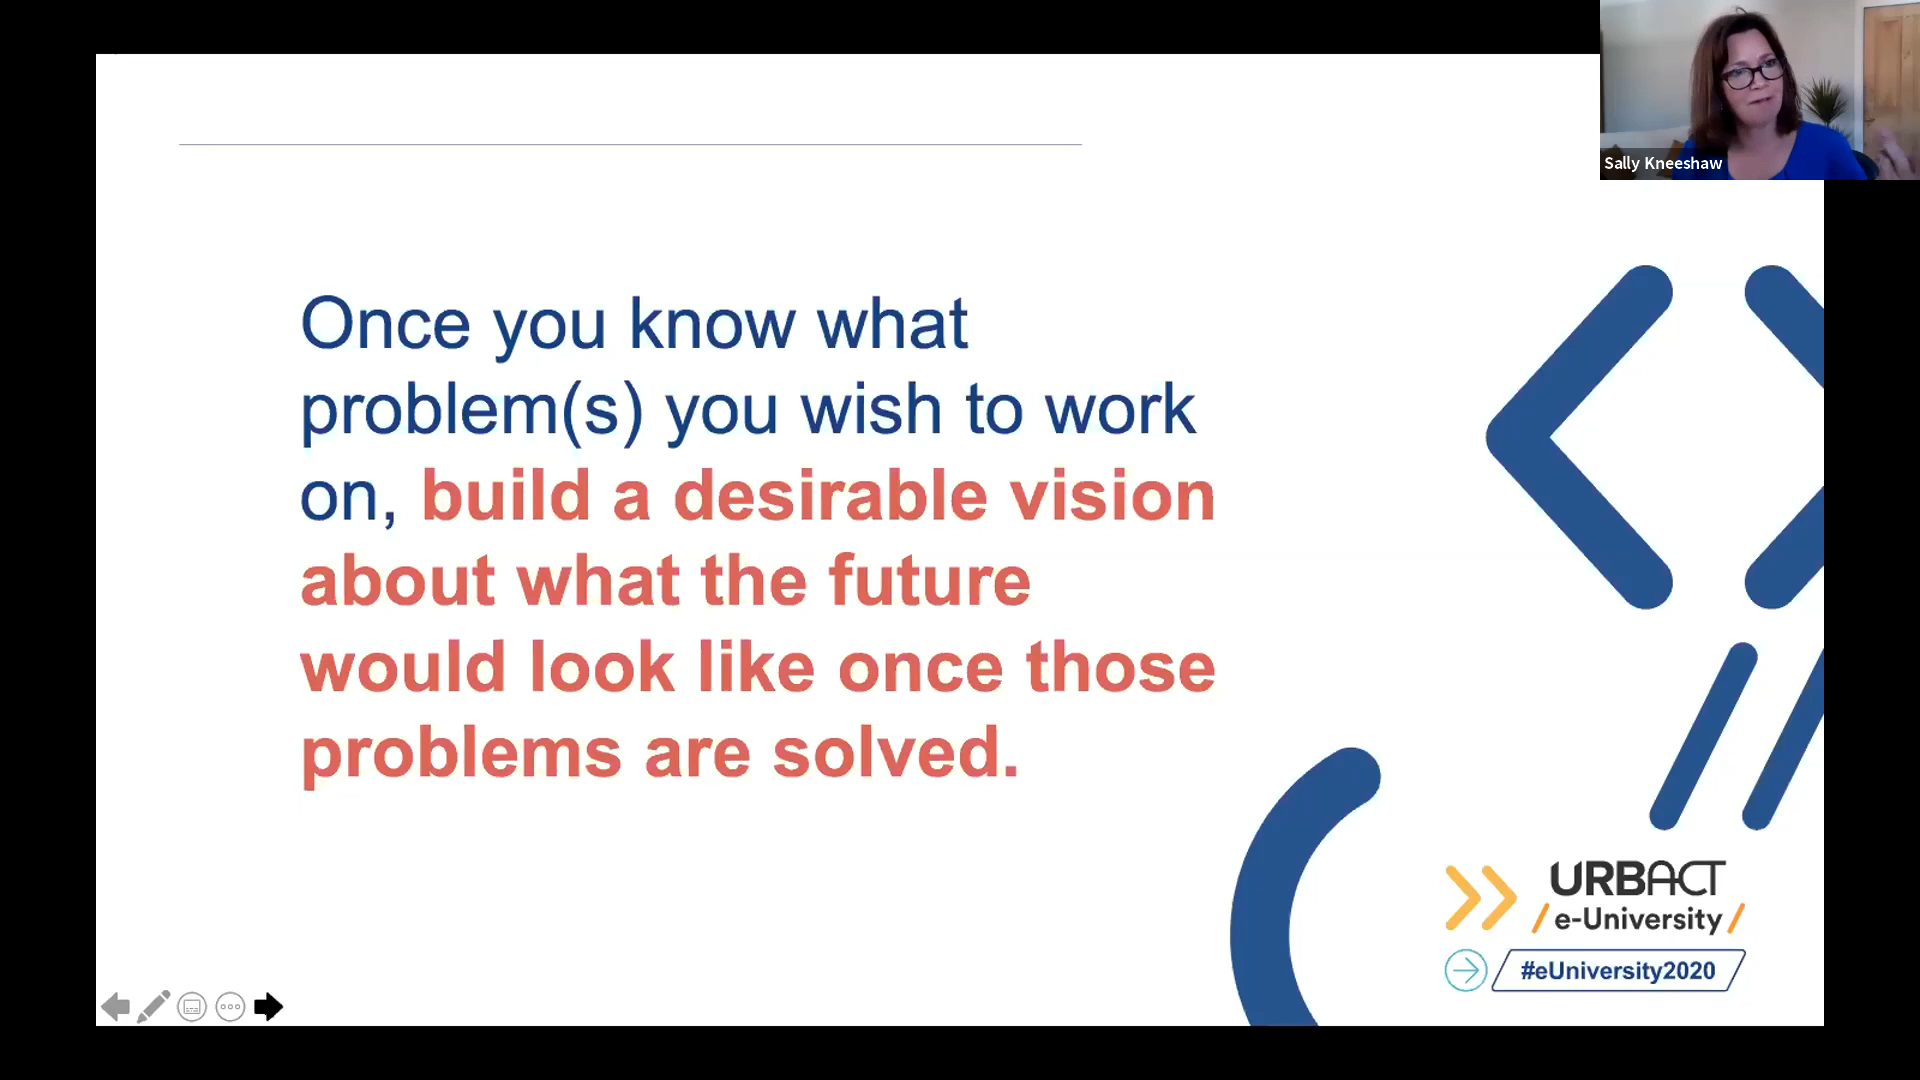 Sally Kneeshaw
Once you know what
problem(s) you wish to work
on, build a desirable vision
about what the future
would look like once those
problems are solved.
URBACT
/ e-University /
#eUniversity2020